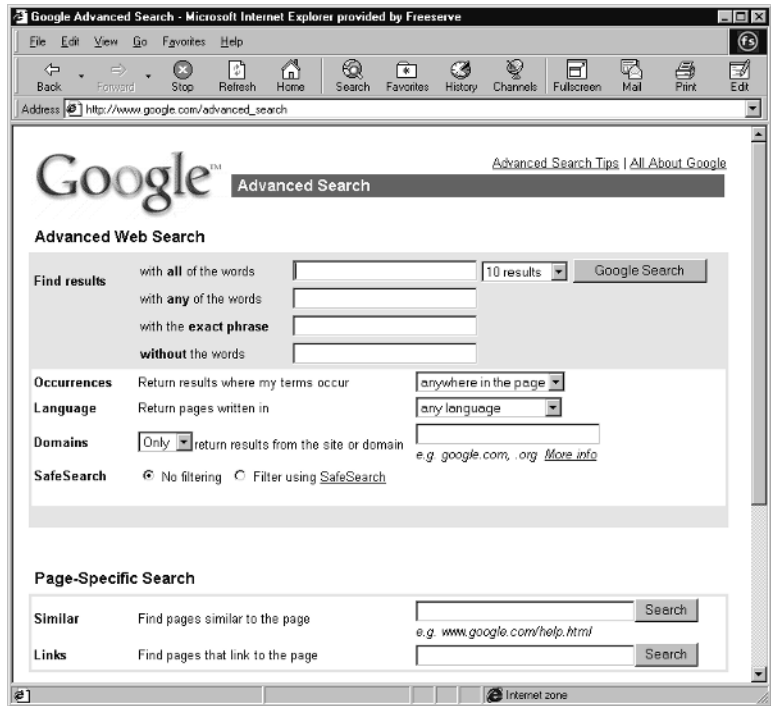 Google Advanced Search - Microsoft Internet Explorer provided by Freeserve
File Edit View Go Favorites Help
fs
Back Forward Stop Refresh Home Search Favorites History Channels Fullscreen Mail Print Edit
Address http://www.google.com/advanced_search
Google™
Advanced Search Tips | All About Google
Advanced Search
Advanced Web Search
Find results with all of the words 10 results Google Search
with any of the words
with the exact phrase
without the words
Occurrences Return results where my terms occur anywhere in the page
Language Return pages written in any language
Domains Only return results from the site or domain
e.g. google.com, .org More info
SafeSearch No filtering Filter using SafeSearch
Page-Specific Search
Similar Find pages similar to the page Search
e.g. www.google.com/help.html
Links Find pages that link to the page Search
Internet zone